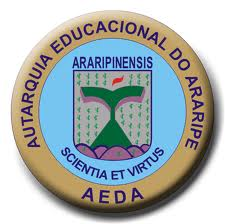 AUTARQUIA EDUCACIONAL DO ARARIPE
ARARIPINENSIS
SCIENTIA ET VIRTUS
AEDA